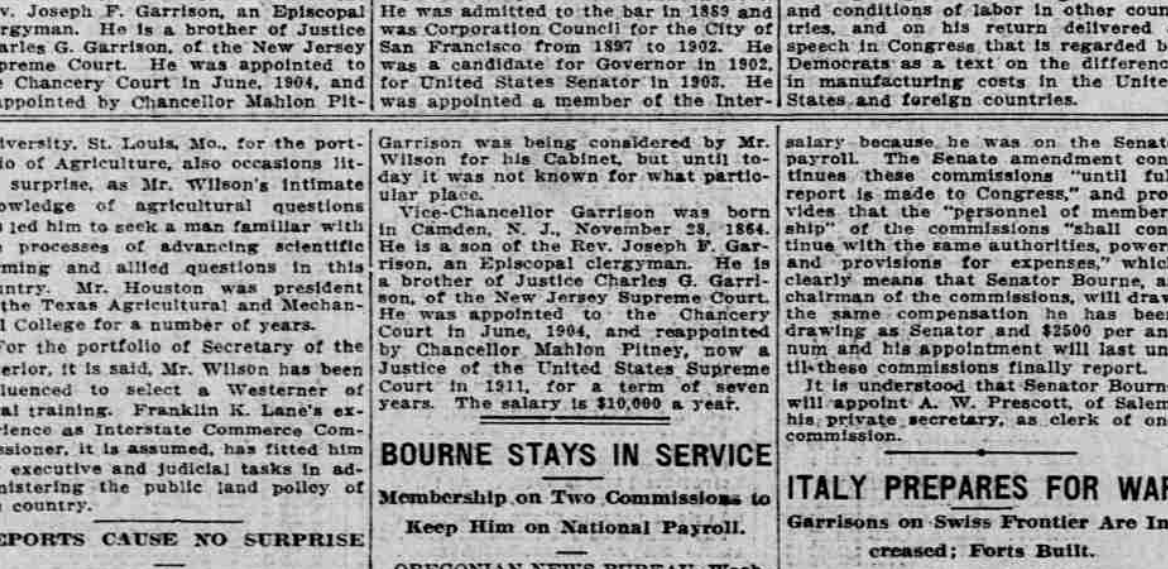 v. Joseph F. Garrison, an Episcopal
rgyman. He is a brother of Justice
arles G. Garrison, of the New Jersey
preme Court. He was appointed to
e Chancery Court in June, 1904, and
appointed by Chancellor Mahlon Pit-
iversity, St. Louis, Mo., for the port-
io of Agriculture, also occasions lit-
surprise, as Mr. Wilson's intimate
owledge of agricultural questions
led him to seek a man familiar with
processes of advancing scientific
rming and allied questions in this
untry. Mr. Houston was president
the Texas Agricultural and Mechan-
l College for a number of years.
For the portfolio of Secretary of the
erior, it is said, Mr. Wilson has been
luenced to select a Westerner of
al training. Franklin K. Lane's ex-
rience as Interstate Commerce Com-
ssioner, it is assumed, has fitted him
executive and judicial tasks in ad-
nistering the public land policy of
country.
EPORTS CAUSE NO SURPRISE
He was admitted to the bar in 1889 and
was Corporation Council for the City of
San Francisco from 1897 to 1902. He
was a candidate for Governor in 1902,
for United States Senator in 1903. He
was appointed a member of the Inter-
Garrison was being considered by Mr.
Wilson for his Cabinet, but until to-
day it was not known for what partic-
ular place.
Vice-Chancellor Garrison was born
in Camden, N. J., November 28, 1864.
He is a son of the Rev. Joseph F. Gar-
rison, an Episcopal clergyman. He is
a brother of Justice Charles G. Garri-
son, of the New Jersey Supreme Court.
He was appointed to the Chancery
Court in June, 1904, and reappointed
by Chancellor Mahlon Pitney, now a
Justice of the United States Supreme
Court in 1911, for a term of seven
years. The salary is $10,000 a year.
BOURNE STAYS IN SERVICE
Membership on Two Commissions to
Keep Him on National Payroll.
OREGONIAN NEWS BUREAU, Wash
and conditions of labor in other coun
tries, and on his return delivered
speech in Congress that is regarded b
Democrats as a text on the differenc
in manufacturing costs in the Unite
States and foreign countries.
salary because he was on the Senat
payroll. The Senate amendment con
tinues these commissions "until ful
report is made to Congress," and pro
vides that the "personnel of member
ship" of the commissions "shall con
tinue with the same authorities, power
and provisions for expenses," which
clearly means that Senator Bourne, a
chairman of the commissions, will draw
the same compensation he has bee
drawing as Senator and $2500 per an
num and his appointment will last un
til these commissions finally report.
It is understood that Senator Bourn
will appoint A. W. Prescott, of Salem
his private secretary, as clerk of on
commission.
ITALY PREPARES FOR WAR
Garrisons on Swiss Frontier Are In
creased; Forts Built.